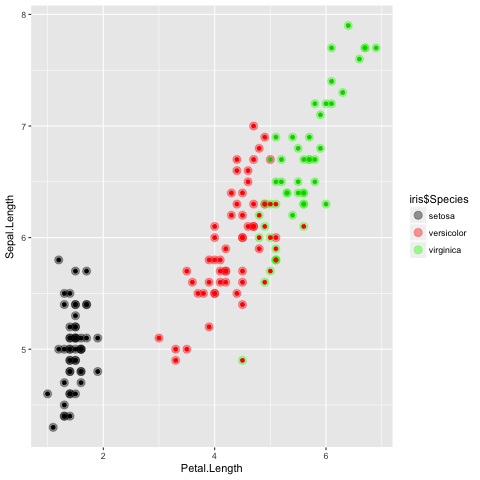 8
7
6
5
Sepal.Length
2
4
6
Petal.Length
iris$Species
setosa
versicolor
virginica